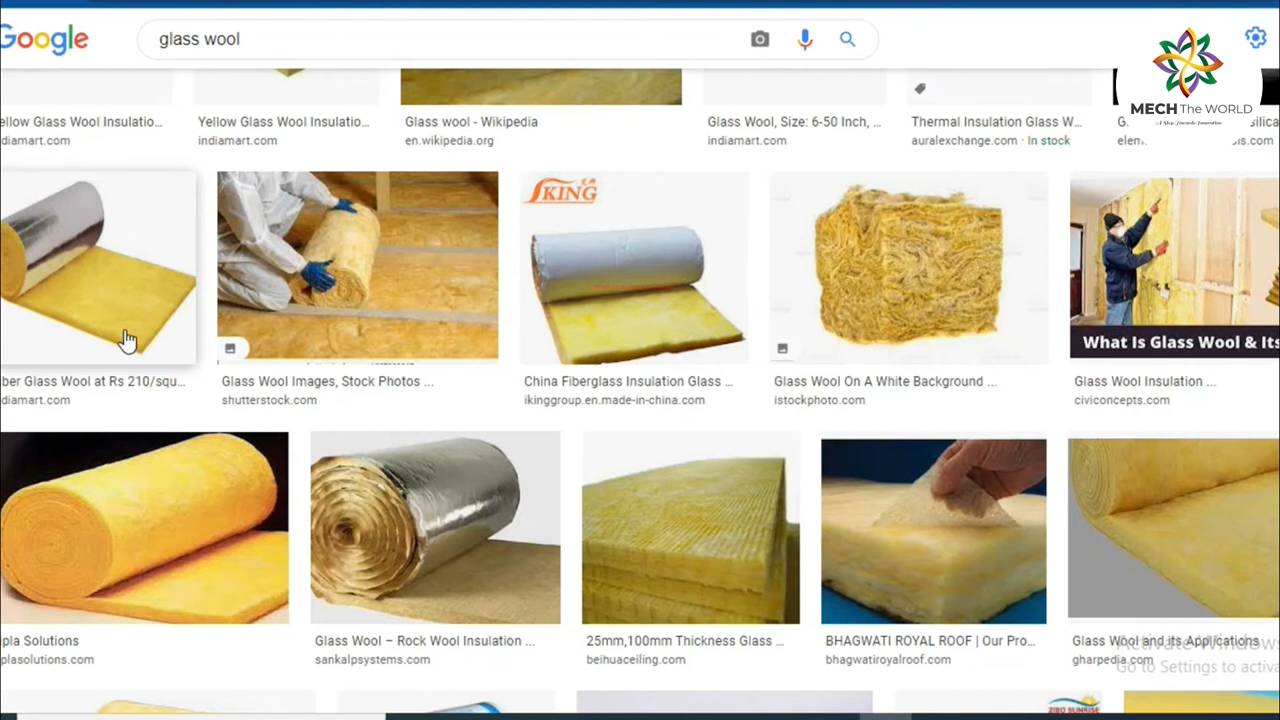 Google
glass wool
MECH The WORLD
Yellow Glass Wool Insulatio...
Glass wool - Wikipedia
Glass Wool, Size: 6-50 Inch, ...
Thermal Insulation Glass W...
diamart.com
indiamart.com
en.wikipedia.org
indiamart.com
auralexchange.com · In stock
KING
What Is Glass Wool & Its
ber Glass Wool at Rs 210/squ...
Glass Wool Images, Stock Photos ...
China Fiberglass Insulation Glass ...
Glass Wool On A White Background ...
Glass Wool Insulation ...
diamart.com
shutterstock.com
ikinggroup.en.made-in-china.com
istockphoto.com
civiconcepts.com
ipla Solutions
Glass Wool – Rock Wool Insulation ...
25mm,100mm Thickness Glass ...
BHAGWATI ROYAL ROOF | Our Pro...
Glass Wool and its Applications
plasolutions.com
sankalpsystems.com
beihuaceiling.com
bhagwatiroyalroof.com
gharpedia.com
Activate Windows
Go to Settings to activa
ZIBO SUNRISE